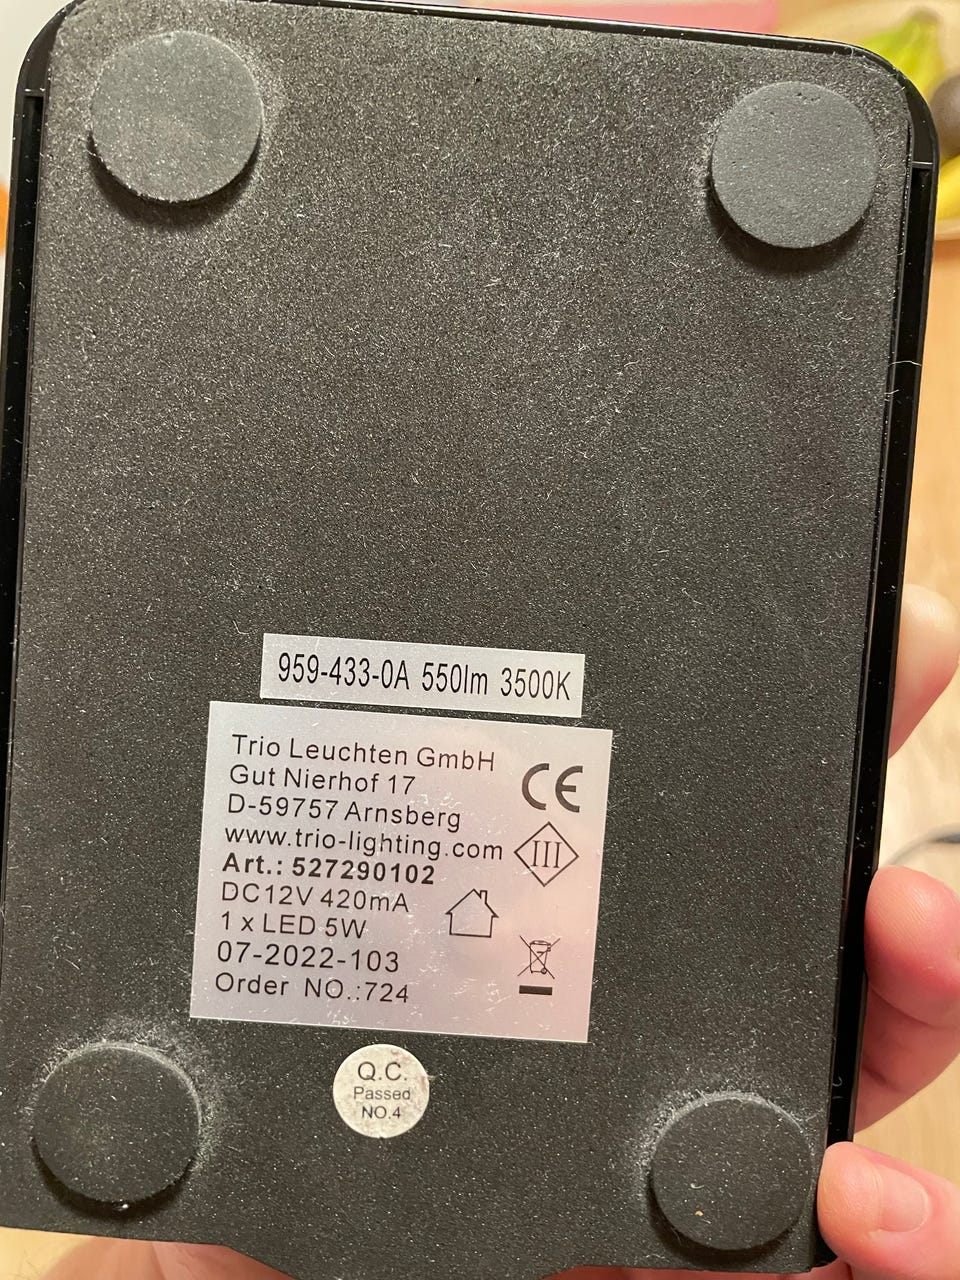 959-433-0A 550lm 3500K
Trio Leuchten GmbH
Gut Nierhof 17
D-59757 Arnsberg
www.trio-lighting.com
Art.: 527290102
DC12V 420mA
1 x LED 5W
07-2022-103
Order NO.:724
CE
III
Q.C.
Passed
NO.4